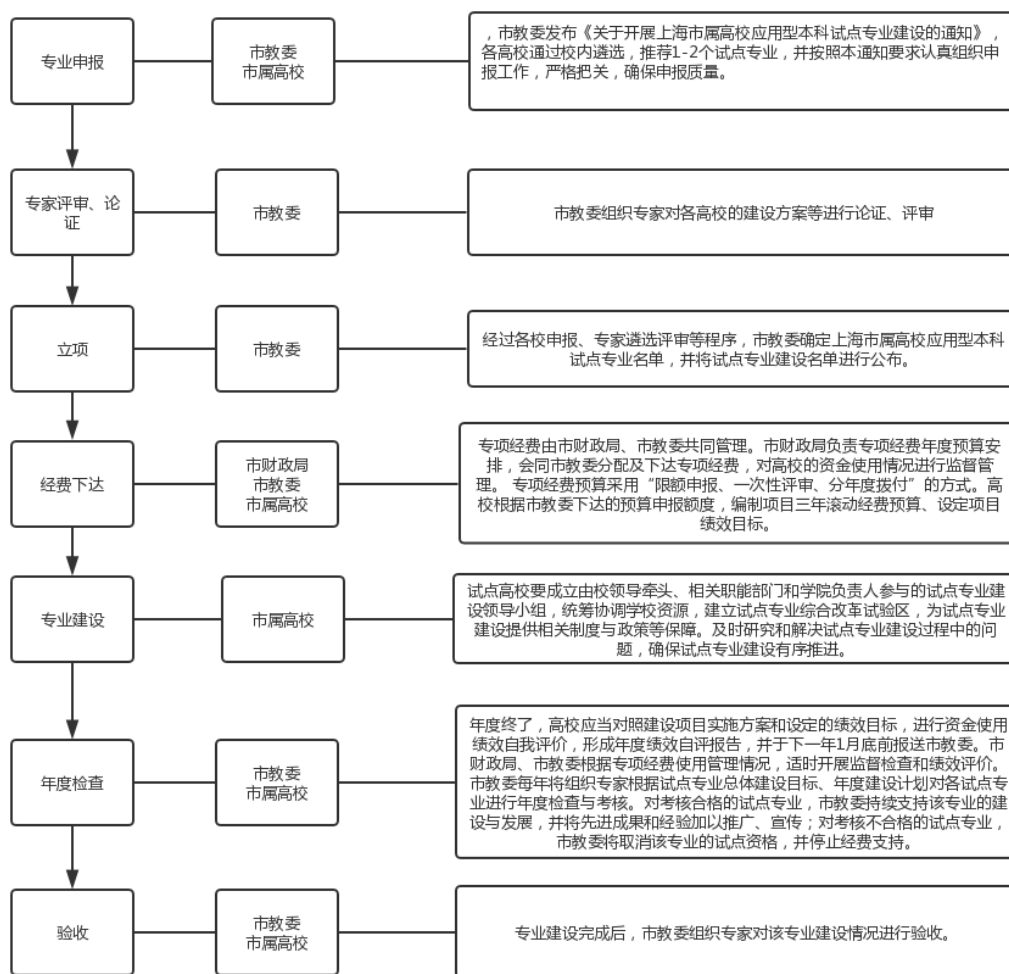 专业申报
市教委
市属高校
，市教委发布《关于开展上海市属高校应用型本科试点专业建设的通知》，
各高校通过校内遴选，推荐1-2个试点专业，并按照本通知要求认真组织申
报工作，严格把关，确保申报质量。
专家评审、论
证
市教委
市教委组织专家对各高校的建设方案等进行论证、评审
立项
市教委
经过各校申报、专家遴选评审等程序，市教委确定上海市属高校应用型本科
试点专业名单，并将试点专业建设名单进行公布。
经费下达
市财政局
市教委
市属高校
专项经费由市财政局、市教委共同管理。市财政局负责专项经费年度预算安
排，会同市教委分配及下达专项经费，对高校的资金使用情况进行监督管
理。 专项经费预算采用“限额申报、一次性评审、分年度拨付”的方式。高
校根据市教委下达的预算申报额度，编制项目三年滚动经费预算、设定项目
绩效目标。
专业建设
市属高校
试点高校要成立由校领导牵头、相关职能部门和学院负责人参与的试点专业建
设领导小组，统筹协调学校资源，建立试点专业综合改革试验区，为试点专业
建设提供相关制度与政策等保障。及时研究和解决试点专业建设过程中的问
题，确保试点专业建设有序推进。
年度检查
市教委
市属高校
年度终了，高校应当对照建设项目实施方案和设定的绩效目标，进行资金使用
绩效自我评价，形成年度绩效自评报告，并于下一年1月底前报送市教委。市
财政局、市教委根据专项经费使用管理情况，适时开展监督检查和绩效评价。
市教委每年将组织专家根据试点专业总体建设目标、年度建设计划对各试点专
业进行年度检查与考核。对考核合格的试点专业，市教委持续支持该专业的建
设与发展，并将先进成果和经验加以推广、宣传；对考核不合格的试点专业，
市教委将取消该专业的试点资格，并停止经费支持。
验收
市教委
市属高校
专业建设完成后，市教委组织专家对该专业建设情况进行验收。